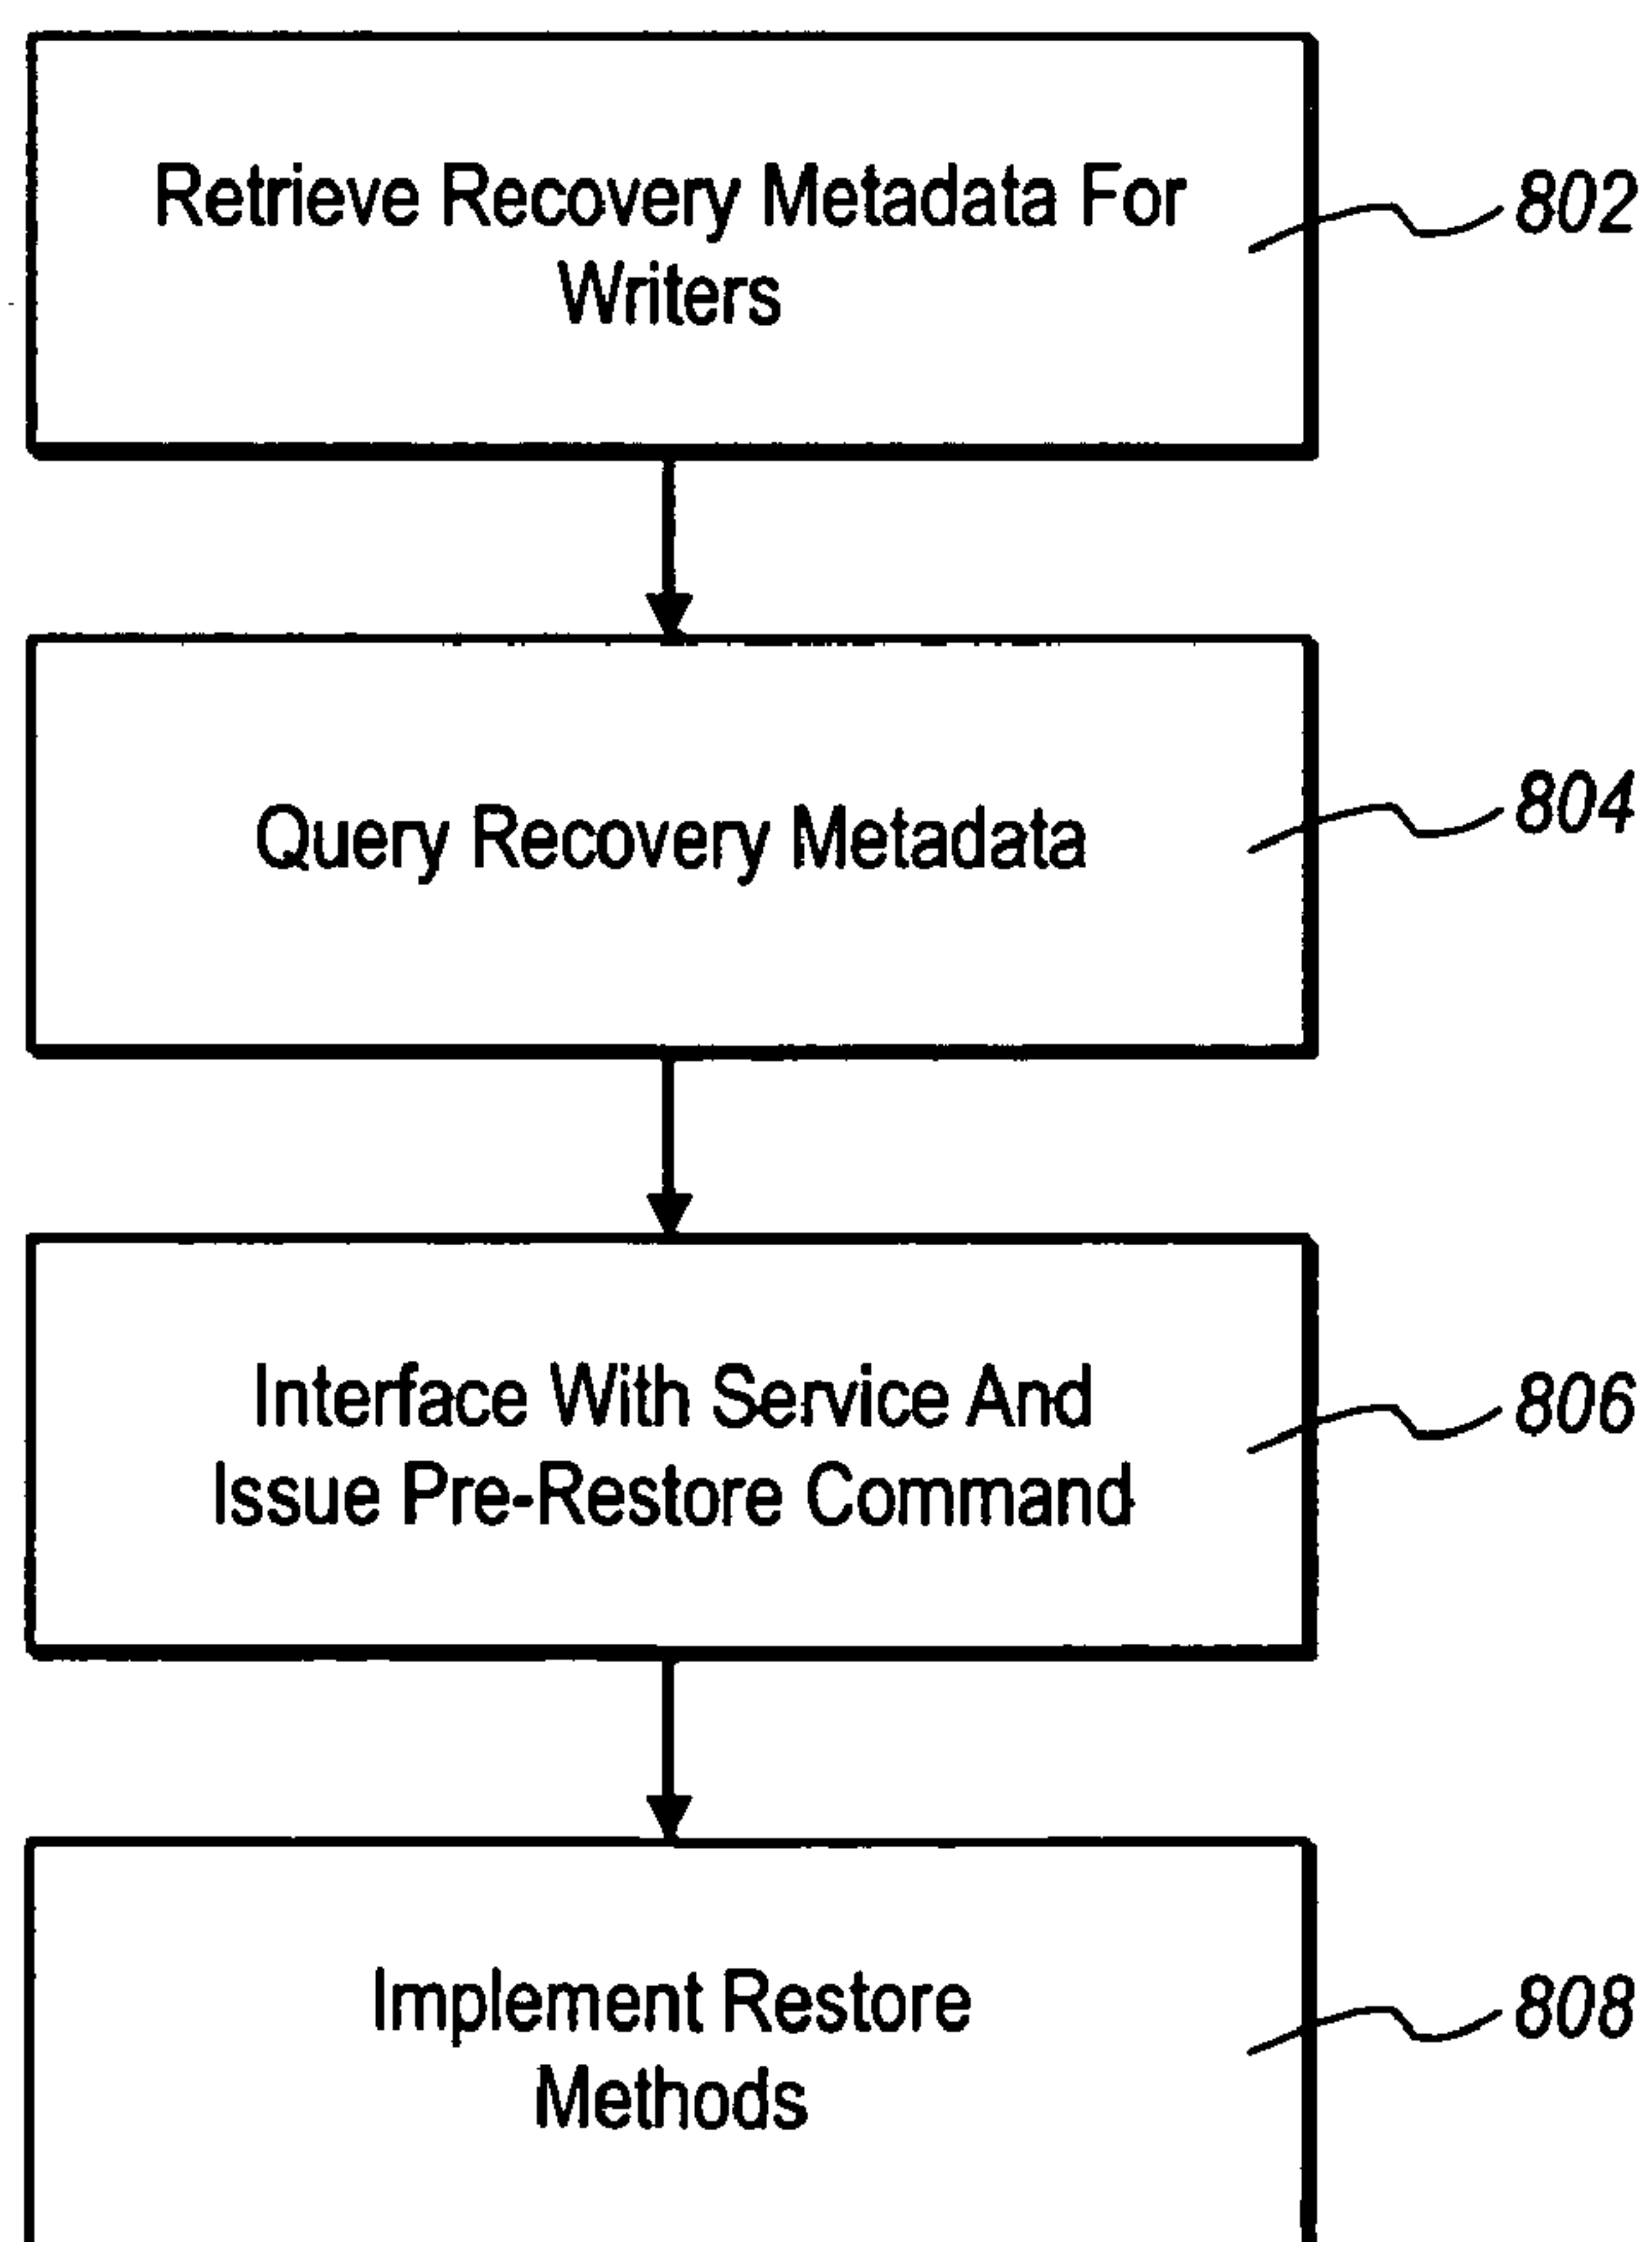 Retrieve Recovery Metadata For
Writers
802
Query Recovery Metadata
804
Interface With Service And
Issue Pre-Restore Command
806
Implement Restore
Methods
808